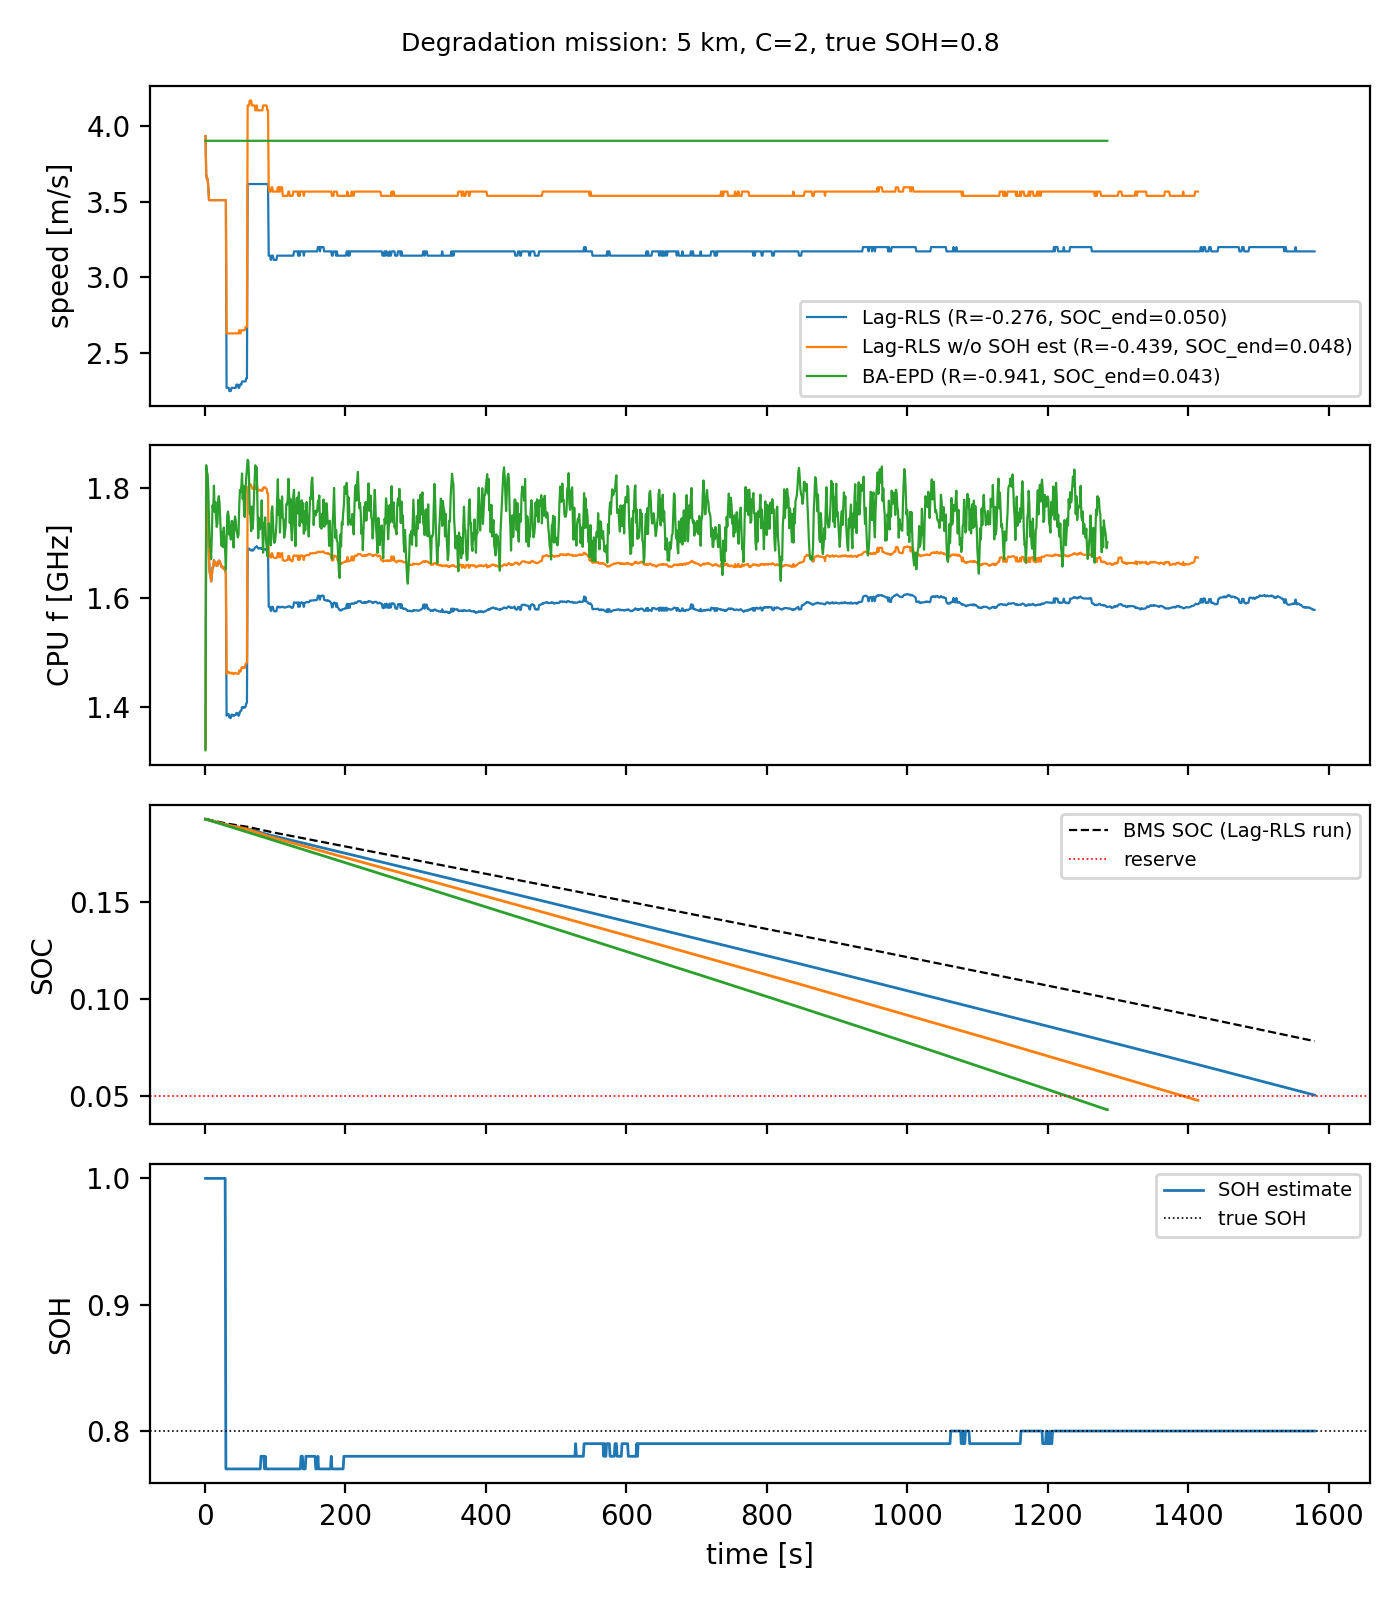 Degradation mission: 5 km, C=2, true SOH=0.8
speed [m/s]
4.0
3.5
3.0
2.5
Lag-RLS (R=-0.276, SOC_end=0.050)
Lag-RLS w/o SOH est (R=-0.439, SOC_end=0.048)
BA-EPD (R=-0.941, SOC_end=0.043)
CPU f [GHz]
1.8
1.6
1.4
SOC
0.15
0.10
0.05
BMS SOC (Lag-RLS run)
reserve
SOH
1.0
0.9
0.8
SOH estimate
true SOH
0 200 400 600 800 1000 1200 1400 1600
time [s]